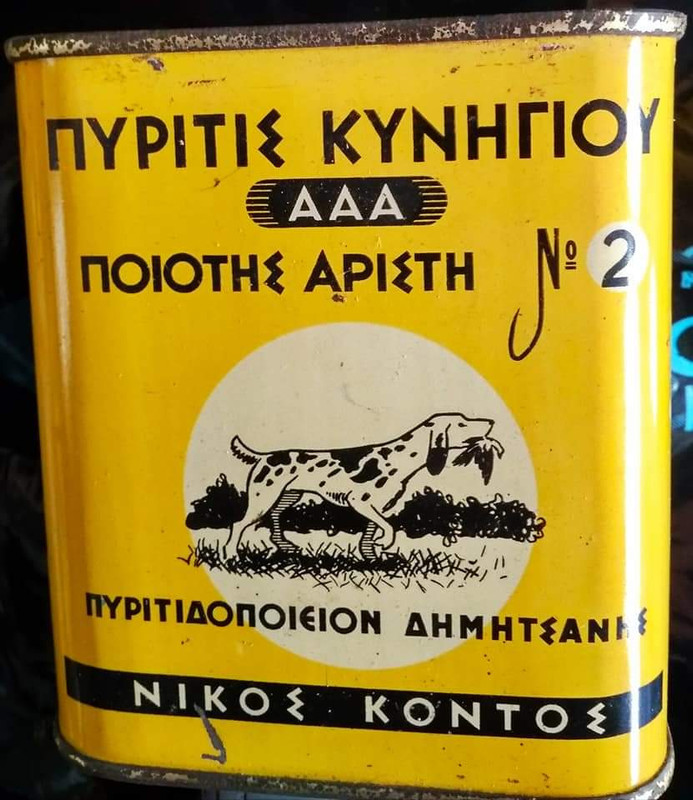 ΠΥΡΙΤΙΣ ΚΥΝΗΓΙΟΥ
ΑΑΑ
ΠΟΙΟΤΗΣ ΑΡΙΣΤΗ
№ 2
ΠΥΡΙΤΙΔΟΠΟΙΕΙΟΝ ΔΗΜΗΤΣΑΝΗΣ
ΝΙΚΟΣ ΚΟΝΤΟΣ